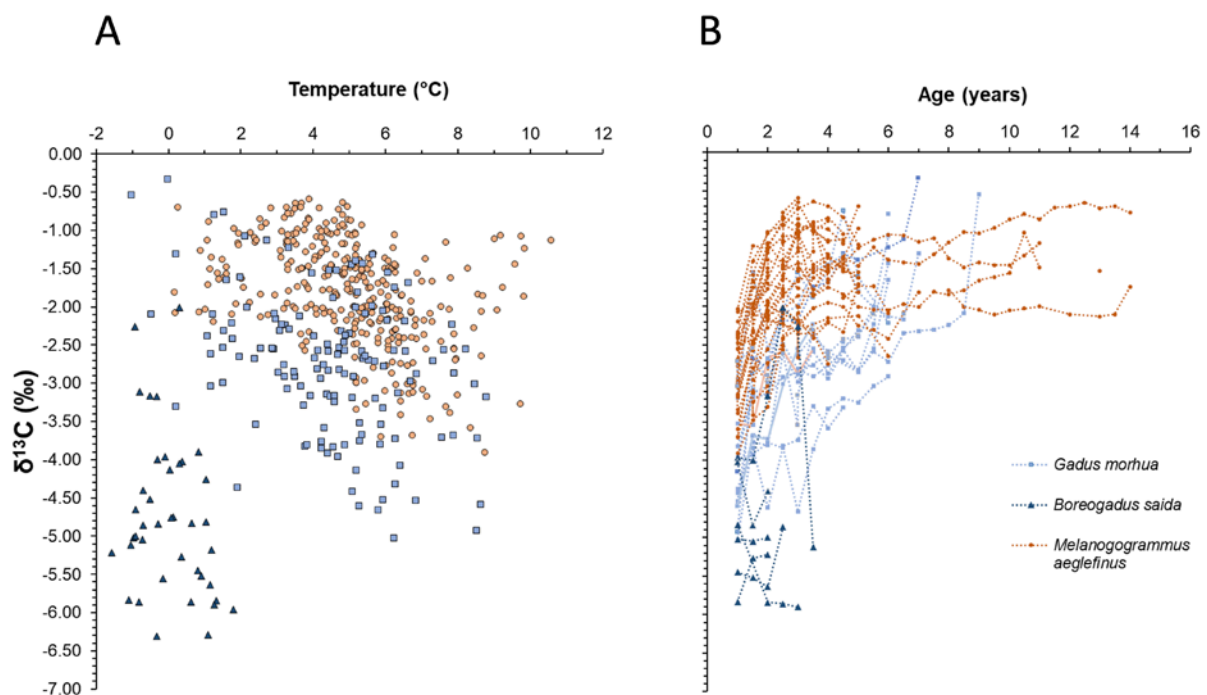 A
B
Temperature (°C)
Age (years)
-2 0 2 4 6 8 10 12
0 2 4 6 8 10 12 14 16
0.00
-0.50
-1.00
-1.50
-2.00
-2.50
-3.00
-3.50
-4.00
-4.50
-5.00
-5.50
-6.00
-6.50
-7.00
δ¹³C (‰)
Gadus morhua
Boreogadus saida
Melanogogrammus
aeglefinus